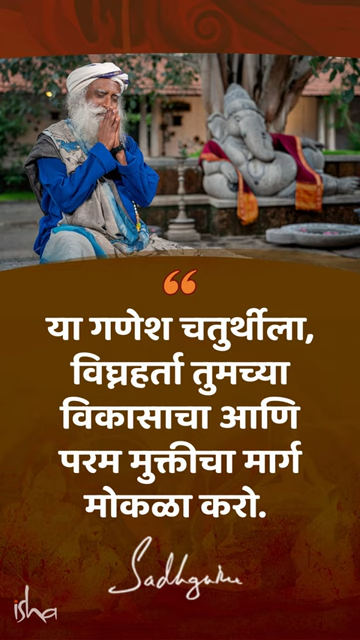 या गणेश चतुर्थीला,
विघ्नहर्ता तुमच्या
विकासाचा आणि
परम मुक्तीचा मार्ग
मोकळा करो.
Sadhguru
isha